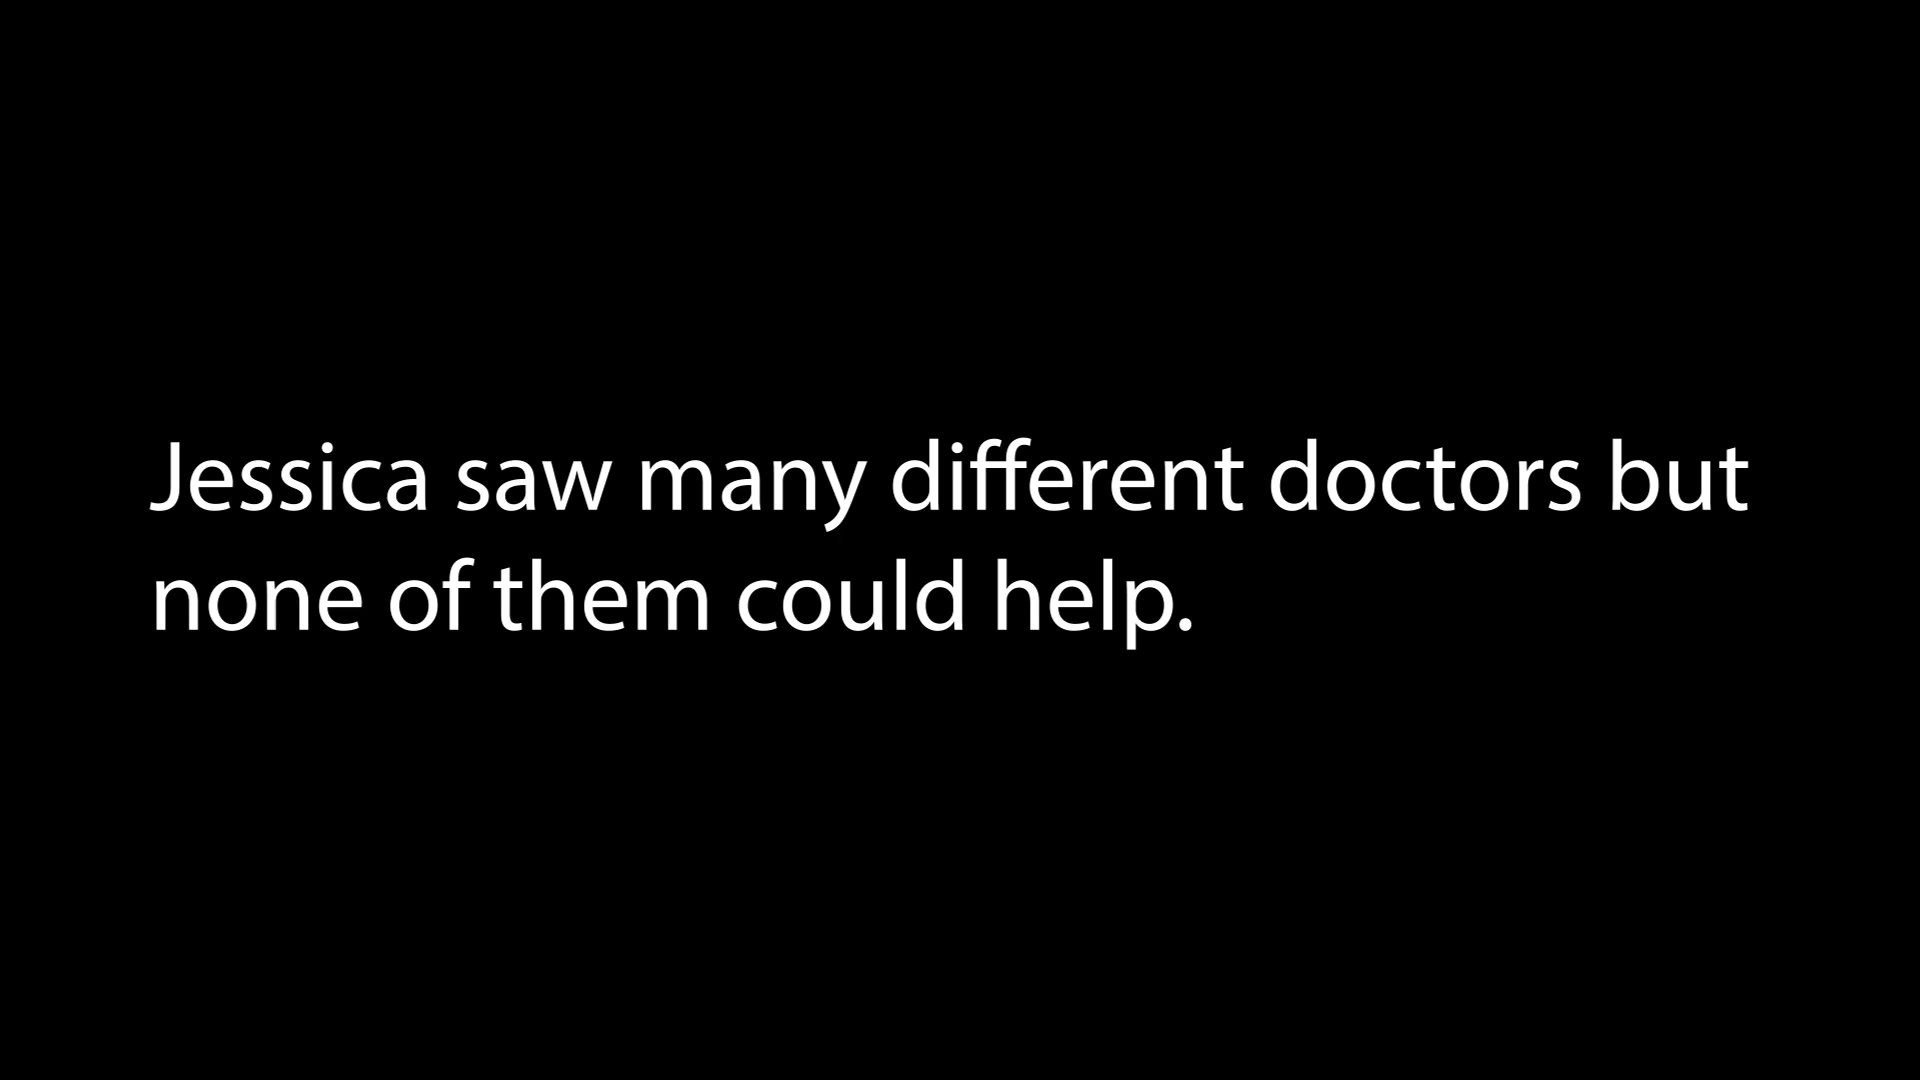 Jessica saw many different doctors but
none of them could help.